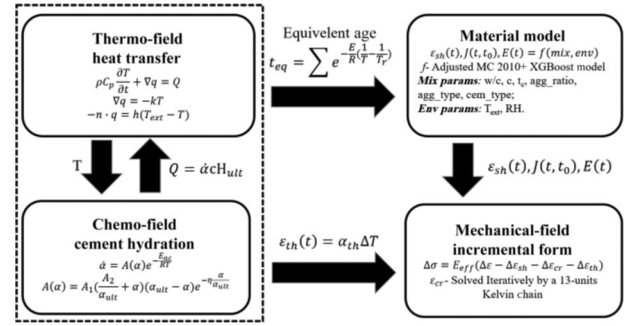 Thermo-field
heat transfer
ρC_p ∂T/∂t + ∇q = Q
∇q = −kT
−n · q = h(T_ext − T)
Equivelent age
t_eq = ∑ e^{−E/R(1/T − 1/T_r)}
Material model
ε_sh(t), J(t, t_0), E(t) = f(mix, env)
f- Adjusted MC 2010+ XGBoost model
Mix params: w/c, c, t_s, agg_ratio,
agg_type, cem_type;
Env params: T_ext, RH.
T
Q = α̇cH_ult
ε_sh(t), J(t, t_0), E(t)
Chemo-field
cement hydration
α̇ = A(α)e^{−E_ac/RT}
A(α) = A_1(A_2/α_ult + α)(α_ult − α)e^{−η α/α_ult}
ε_th(t) = α_th ΔT
Mechanical-field
incremental form
Δσ = E_eff(Δε − Δε_sh − Δε_cr − Δε_th)
ε_cr- Solved Iteratively by a 13-units
Kelvin chain